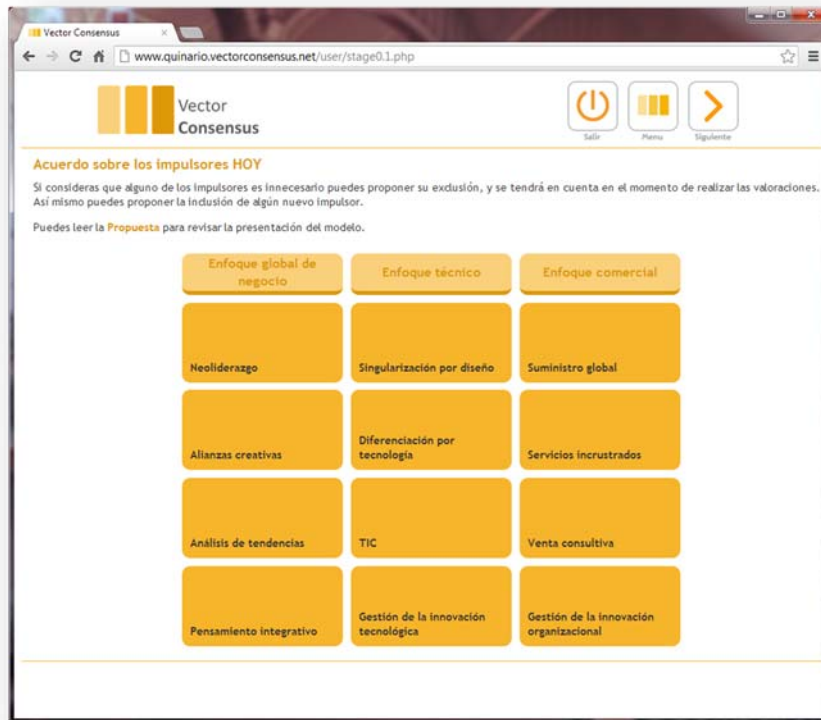 Vector Consensus
www.quinario.vectorconsensus.net/user/stage0.1.php
Vector
Consensus
Salir
Menu
Siguiente
Acuerdo sobre los impulsores HOY
Si consideras que alguno de los impulsores es innecesario puedes proponer su exclusión, y se tendrá en cuenta en el momento de realizar las valoraciones.
Así mismo puedes proponer la inclusión de algún nuevo impulsor.
Puedes leer la Propuesta para revisar la presentación del modelo.
Enfoque global de
negocio
Enfoque técnico
Enfoque comercial
Neoliderazgo
Singularización por diseño
Suministro global
Alianzas creativas
Diferenciación por
tecnología
Servicios incrustrados
Análisis de tendencias
TIC
Venta consultiva
Pensamiento integrativo
Gestión de la innovación
tecnológica
Gestión de la innovación
organizacional